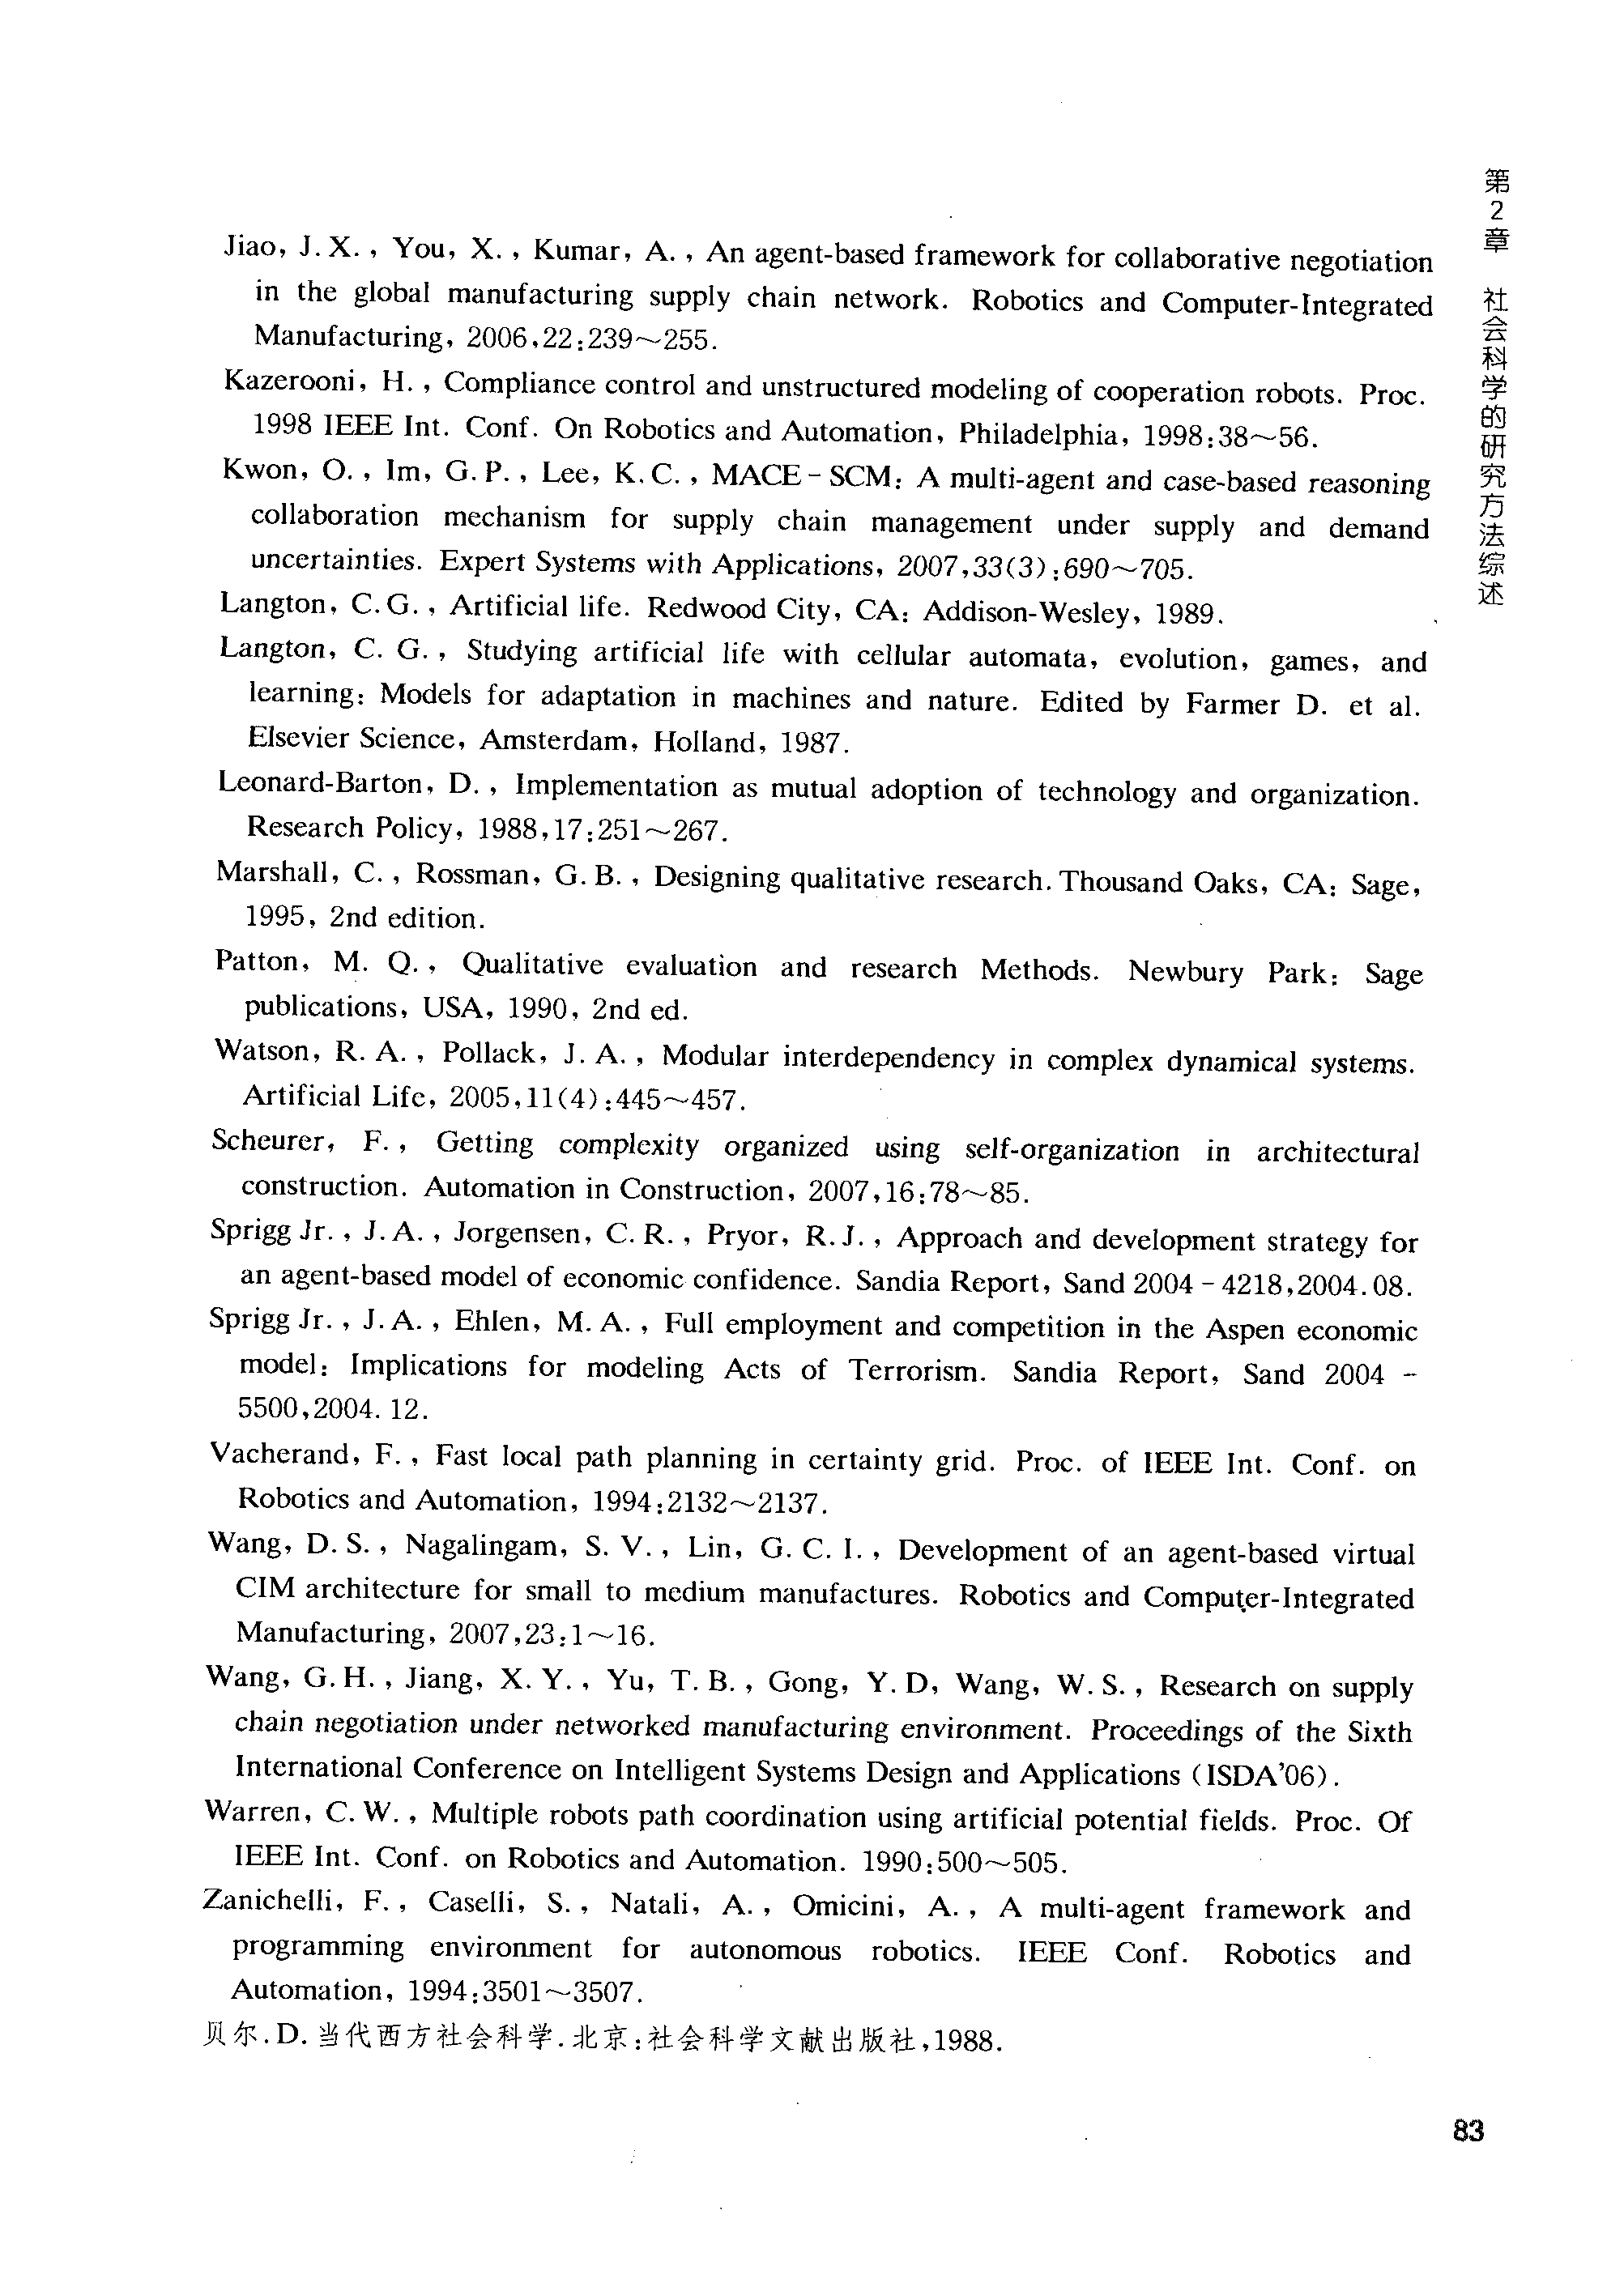 第2章 社会科学的研究方法综述
Jiao, J. X. , You, X. , Kumar, A. , An agent-based framework for collaborative negotiation
in the global manufacturing supply chain network. Robotics and Computer-Integrated
Manufacturing, 2006,22:239～255.
Kazerooni, H. , Compliance control and unstructured modeling of cooperation robots. Proc.
1998 IEEE Int. Conf. On Robotics and Automation, Philadelphia, 1998:38～56.
Kwon, O. , Im, G. P. , Lee, K. C. , MACE-SCM: A multi-agent and case-based reasoning
collaboration mechanism for supply chain management under supply and demand
uncertainties. Expert Systems with Applications, 2007,33(3):690～705.
Langton, C. G. , Artificial life. Redwood City, CA: Addison-Wesley, 1989.
Langton, C. G. , Studying artificial life with cellular automata, evolution, games, and
learning: Models for adaptation in machines and nature. Edited by Farmer D. et al.
Elsevier Science, Amsterdam, Holland, 1987.
Leonard-Barton, D. , Implementation as mutual adoption of technology and organization.
Research Policy, 1988,17:251～267.
Marshall, C. , Rossman, G. B. , Designing qualitative research. Thousand Oaks, CA: Sage,
1995, 2nd edition.
Patton, M. Q. , Qualitative evaluation and research Methods. Newbury Park: Sage
publications, USA, 1990, 2nd ed.
Watson, R. A. , Pollack, J. A. , Modular interdependency in complex dynamical systems.
Artificial Life, 2005,11(4):445～457.
Scheurer, F. , Getting complexity organized using self-organization in architectural
construction. Automation in Construction, 2007,16:78～85.
Sprigg Jr. , J. A. , Jorgensen, C. R. , Pryor, R. J. , Approach and development strategy for
an agent-based model of economic confidence. Sandia Report, Sand 2004-4218,2004.08.
Sprigg Jr. , J. A. , Ehlen, M. A. , Full employment and competition in the Aspen economic
model: Implications for modeling Acts of Terrorism. Sandia Report, Sand 2004-
5500,2004. 12.
Vacherand, F. , Fast local path planning in certainty grid. Proc. of IEEE Int. Conf. on
Robotics and Automation, 1994:2132～2137.
Wang, D. S. , Nagalingam, S. V. , Lin, G. C. I. , Development of an agent-based virtual
CIM architecture for small to medium manufactures. Robotics and Computer-Integrated
Manufacturing, 2007,23:1～16.
Wang, G. H. , Jiang, X. Y. , Yu, T. B. , Gong, Y. D, Wang, W. S. , Research on supply
chain negotiation under networked manufacturing environment. Proceedings of the Sixth
International Conference on Intelligent Systems Design and Applications (ISDA'06).
Warren, C. W. , Multiple robots path coordination using artificial potential fields. Proc. Of
IEEE Int. Conf. on Robotics and Automation. 1990:500～505.
Zanichelli, F. , Caselli, S. , Natali, A. , Omicini, A. , A multi-agent framework and
programming environment for autonomous robotics. IEEE Conf. Robotics and
Automation, 1994:3501～3507.
贝尔.D.当代西方社会科学.北京:社会科学文献出版社,1988.
83